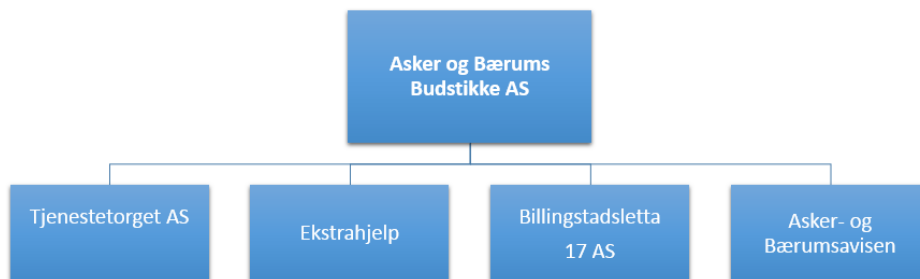 Asker og Bærums
Budstikke AS
Tjenestetorget AS
Ekstrahjelp
Billingstadsletta
17 AS
Asker- og
Bærumsavisen